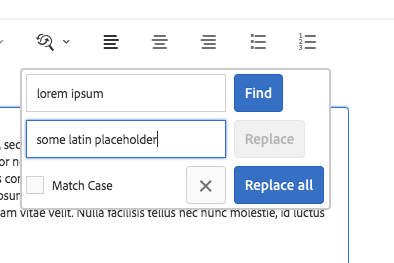 lorem ipsum
Find
some latin placeholder
Replace
Match Case
Replace all
am vitae velit. Nulla facilisis tellus nec nunc molestie, id luctus